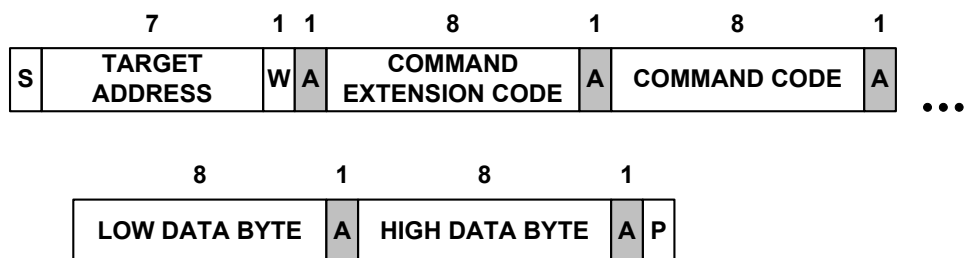 7 1 1 8 1 8 1
S TARGET ADDRESS W A COMMAND EXTENSION CODE A COMMAND CODE A
...
8 1 8 1
LOW DATA BYTE A HIGH DATA BYTE A P